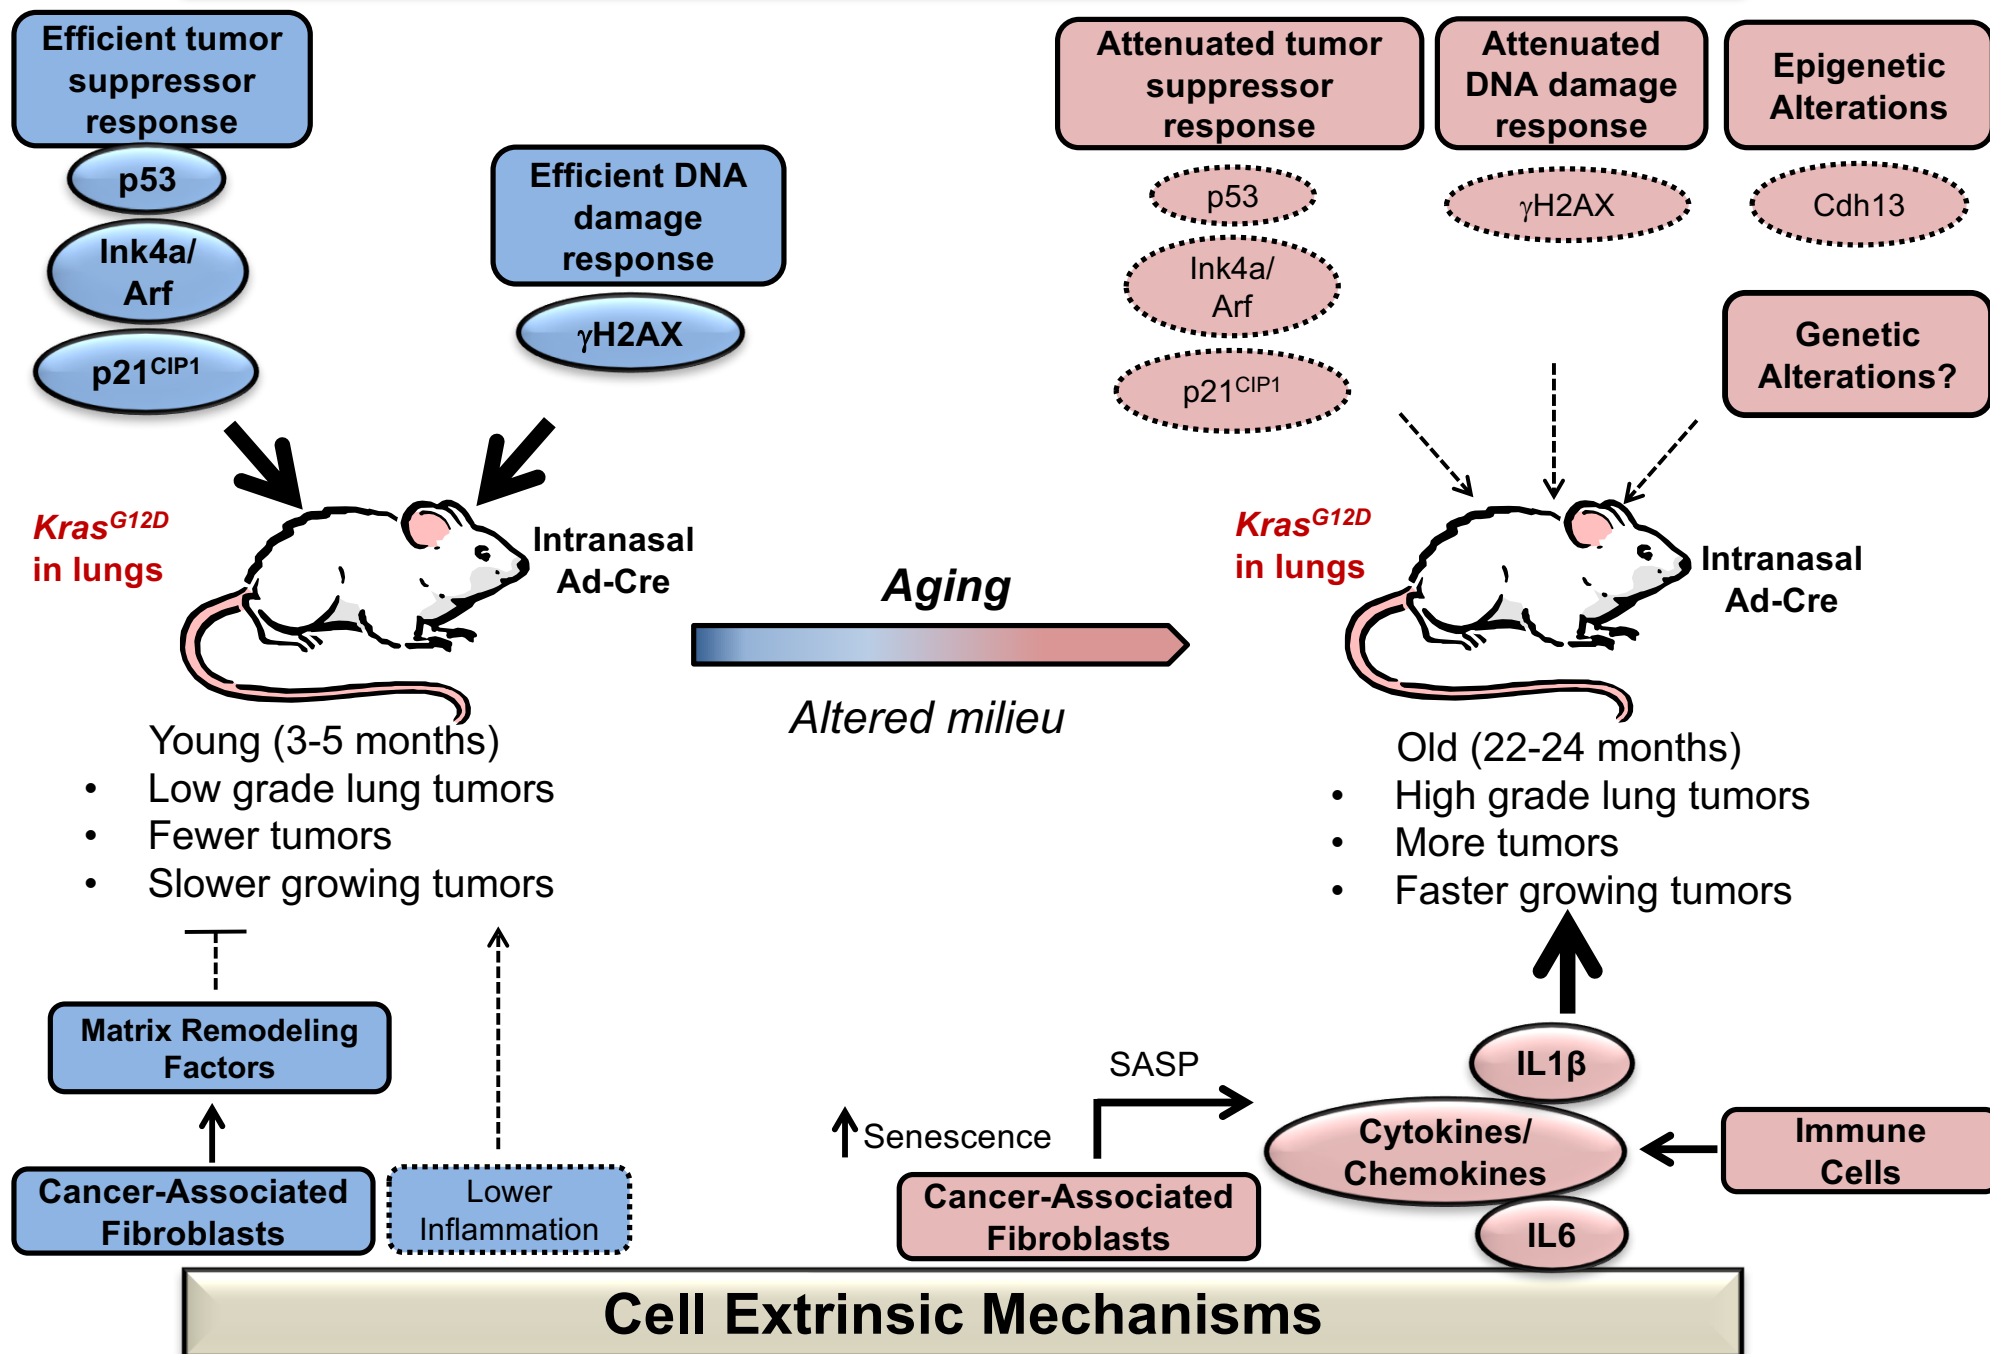 Efficient tumor
suppressor
response
p53
Ink4a/
Arf
p21CIP1
Efficient DNA
damage
response
γH2AX
Attenuated tumor
suppressor
response
p53
Ink4a/
Arf
p21CIP1
Attenuated
DNA damage
response
γH2AX
Epigenetic
Alterations
Cdh13
Genetic
Alterations?
KrasG12D
in lungs
Intranasal
Ad-Cre
Aging
Altered milieu
KrasG12D
in lungs
Intranasal
Ad-Cre
Young (3-5 months)
• Low grade lung tumors
• Fewer tumors
• Slower growing tumors
Old (22-24 months)
• High grade lung tumors
• More tumors
• Faster growing tumors
Matrix Remodeling
Factors
Cancer-Associated
Fibroblasts
Lower
Inflammation
SASP
Senescence
Cancer-Associated
Fibroblasts
IL1β
Cytokines/
Chemokines
IL6
Immune
Cells
Cell Extrinsic Mechanisms